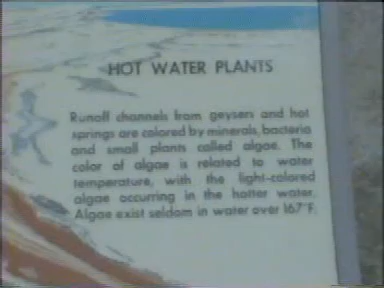 HOT WATER PLANTS
Runoff channels from geysers and hot
springs are colored by minerals, bacteria
and small plants called algae. The
color of algae is related to water
temperature, with the light-colored
algae occurring in the hotter water.
Algae exist seldom in water over 167°F.